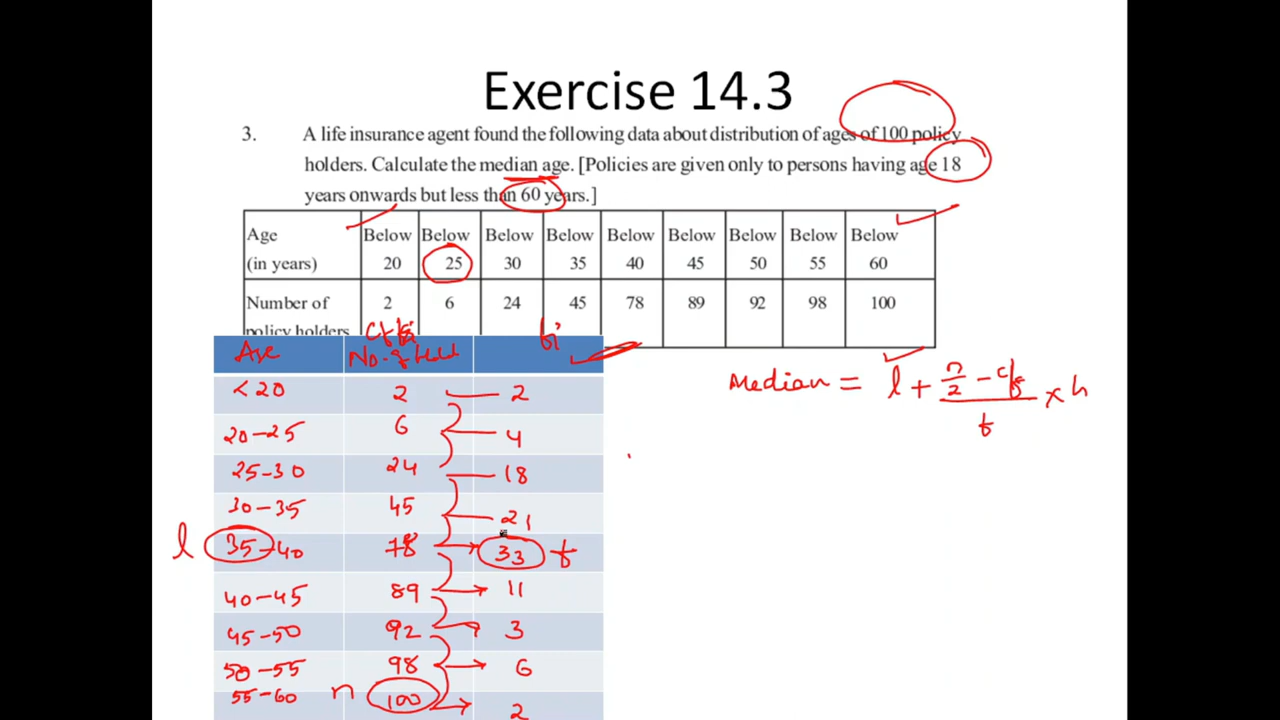 Exercise 14.3
3. A life insurance agent found the following data about distribution of ages of 100 policy
holders. Calculate the median age. [Policies are given only to persons having age 18
years onwards but less than 60 years.]
Age Below Below Below Below Below Below Below Below Below
(in years) 20 25 30 35 40 45 50 55 60
Number of 2 6 24 45 78 89 92 98 100
policy holders
Age cf No. of fi
<20 2 2
20-25 6 4
25-30 24 18
30-35 45 21
l 35-40 78 33 f
40-45 89 11
45-50 92 3
50-55 98 6
55-60 n 100 2
Median = l + n/2 - cf / f × h